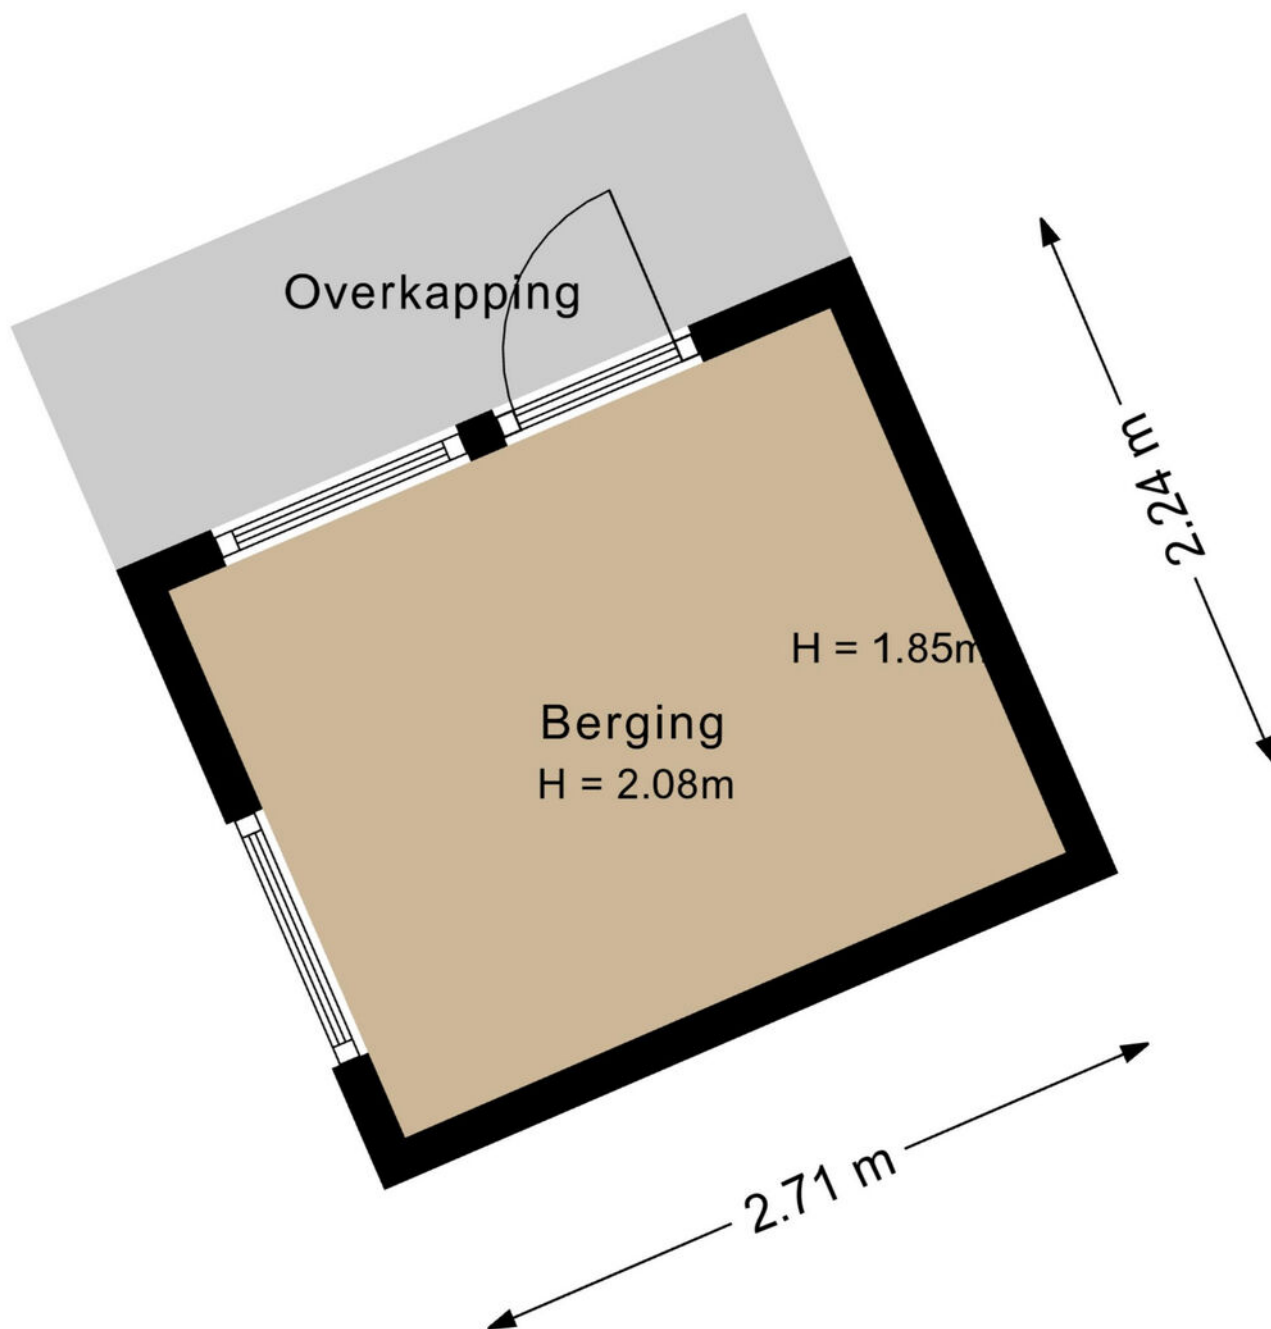 Overkapping
2.24 m
H = 1.85m
Berging
H = 2.08m
2.71 m